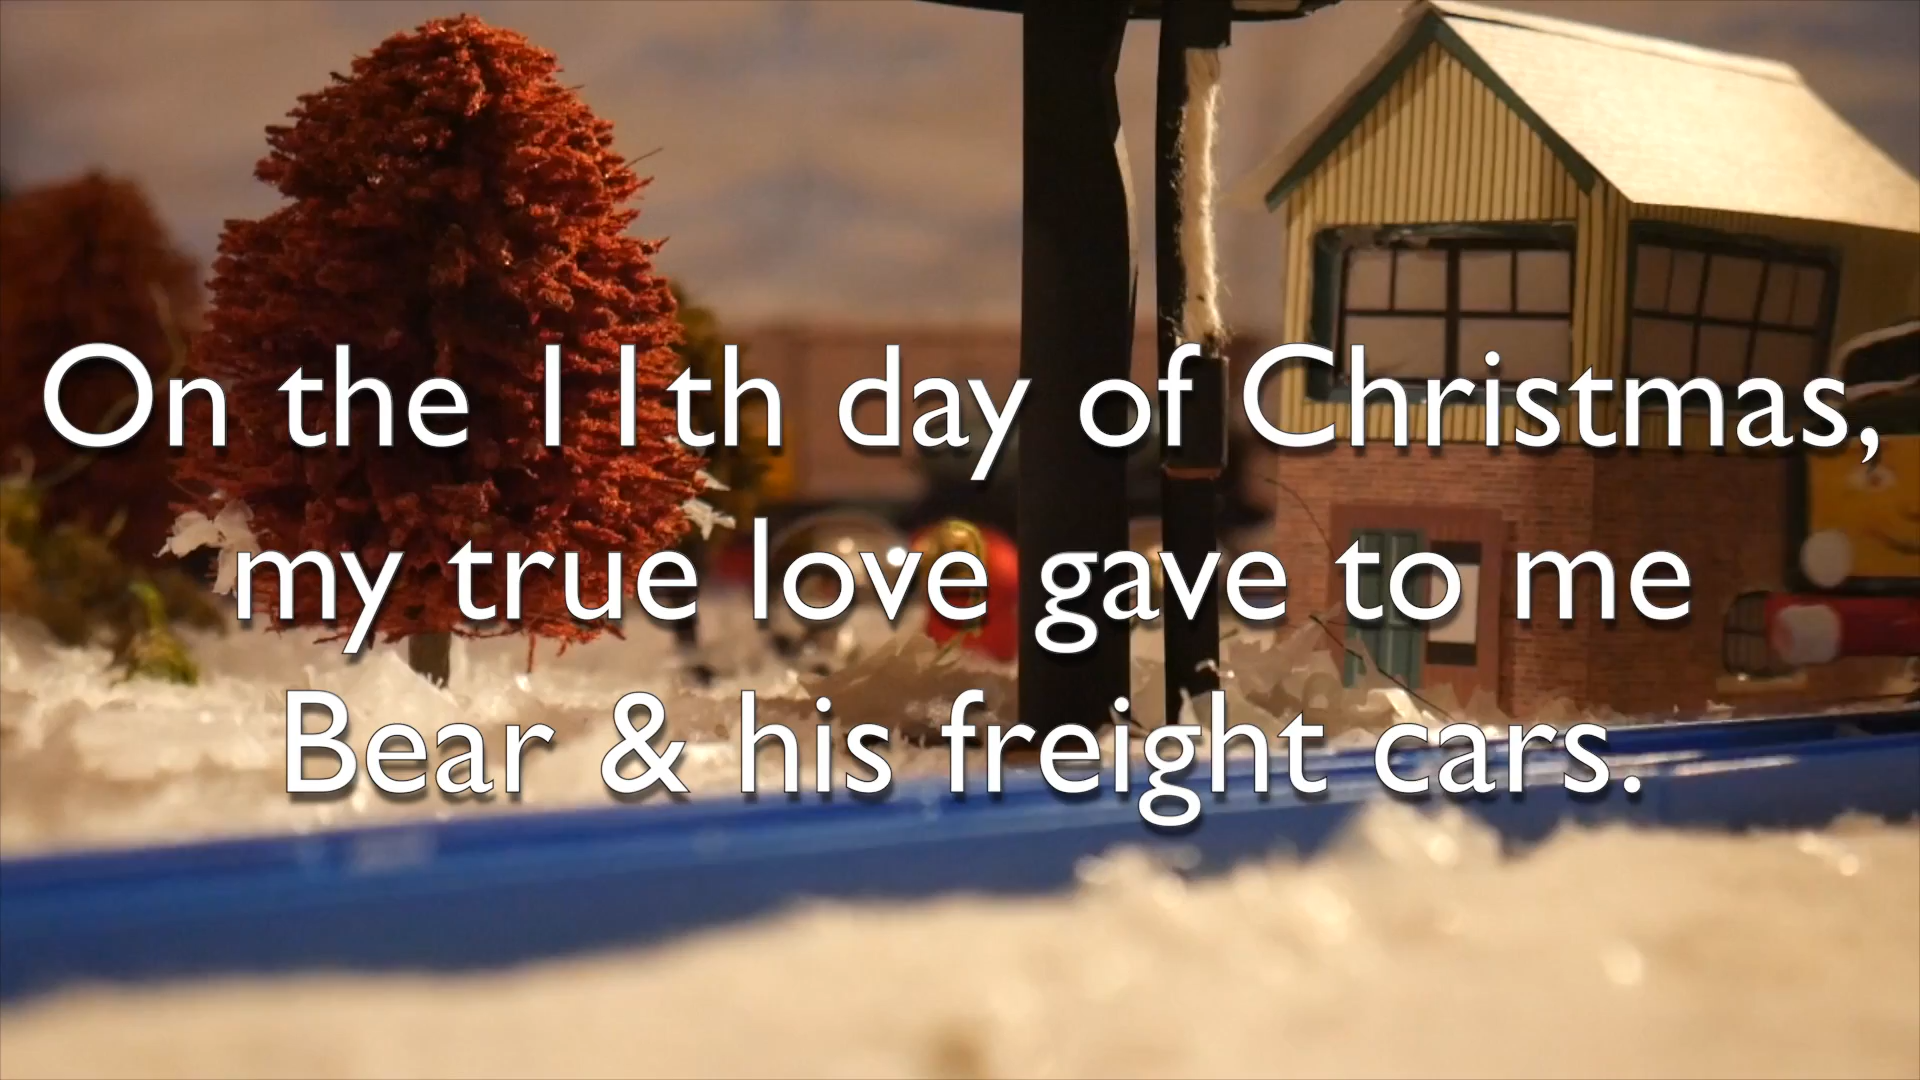 On the 11th day of Christmas,
my true love gave to me
Bear & his freight cars.